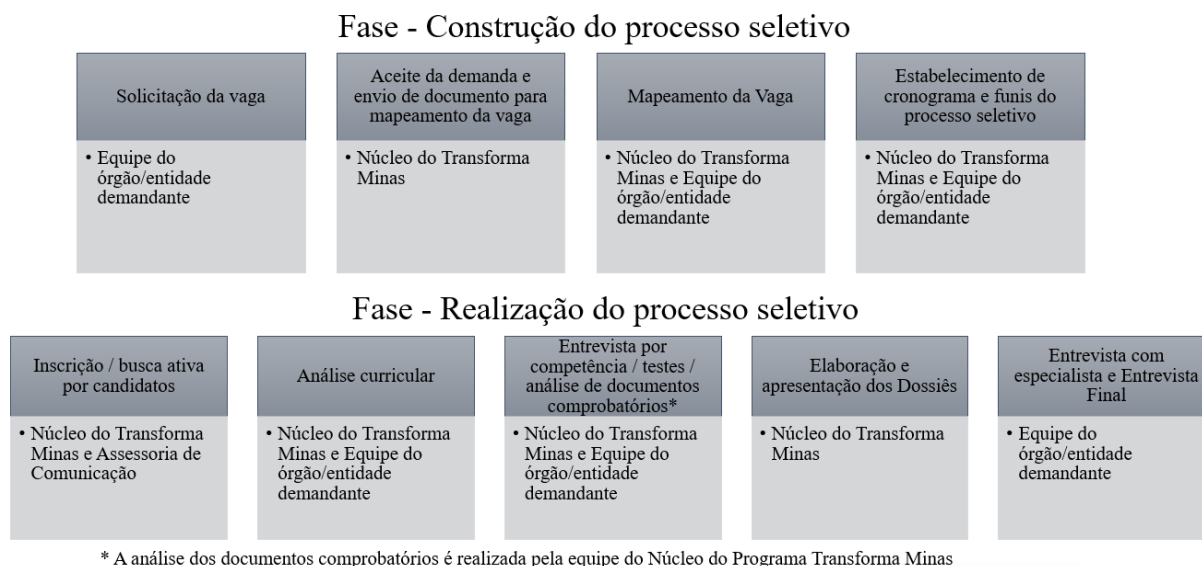 Fase - Construção do processo seletivo
Solicitação da vaga
• Equipe do
órgão/entidade
demandante
Aceite da demanda e
envio de documento para
mapeamento da vaga
• Núcleo do Transforma
Minas
Mapeamento da Vaga
• Núcleo do Transforma
Minas e Equipe do
órgão/entidade
demandante
Estabelecimento de
cronograma e funis do
processo seletivo
• Núcleo do Transforma
Minas e Equipe do
órgão/entidade
demandante
Fase - Realização do processo seletivo
Inscrição / busca ativa
por candidatos
• Núcleo do Transforma
Minas e Assessoria de
Comunicação
Análise curricular
• Núcleo do Transforma
Minas e Equipe do
órgão/entidade
demandante
Entrevista por
competência / testes /
análise de documentos
comprobatórios*
• Núcleo do Transforma
Minas e Equipe do
órgão/entidade
demandante
Elaboração e
apresentação dos Dossiês
• Núcleo do Transforma
Minas
Entrevista com
especialista e Entrevista
Final
• Equipe do
órgão/entidade
demandante
* A análise dos documentos comprobatórios é realizada pela equipe do Núcleo do Programa Transforma Minas